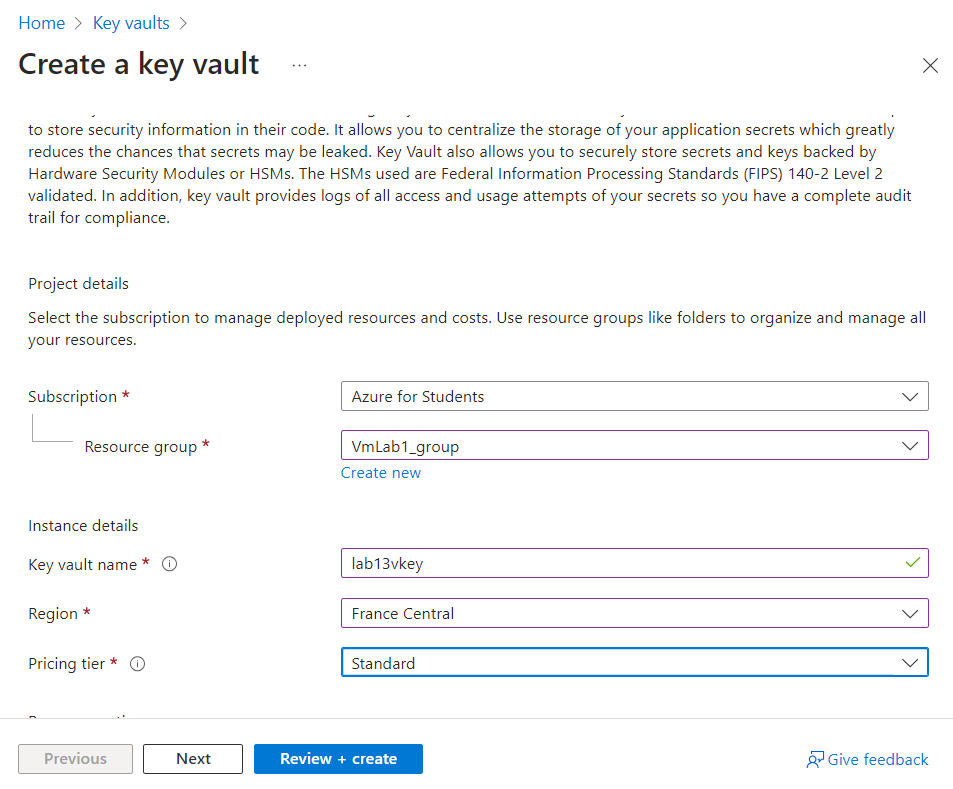 Home > Key vaults >
Create a key vault ...
to store security information in their code. It allows you to centralize the storage of your application secrets which greatly
reduces the chances that secrets may be leaked. Key Vault also allows you to securely store secrets and keys backed by
Hardware Security Modules or HSMs. The HSMs used are Federal Information Processing Standards (FIPS) 140-2 Level 2
validated. In addition, key vault provides logs of all access and usage attempts of your secrets so you have a complete audit
trail for compliance.
Project details
Select the subscription to manage deployed resources and costs. Use resource groups like folders to organize and manage all
your resources.
Subscription * Azure for Students
Resource group * VmLab1_group
Create new
Instance details
Key vault name * lab13vkey
Region * France Central
Pricing tier * Standard
Previous Next Review + create Give feedback